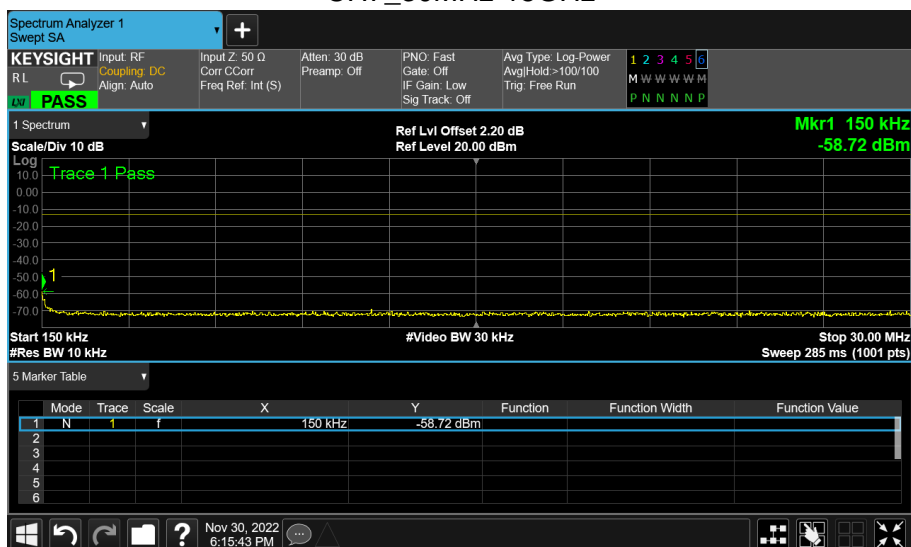 Spectrum Analyzer 1
Swept SA
+
KEYSIGHT
RL
LXI
PASS
Input: RF
Coupling: DC
Align: Auto
Input Z: 50 Ω
Corr CCorr
Freq Ref: Int (S)
Atten: 30 dB
Preamp: Off
PNO: Fast
Gate: Off
IF Gain: Low
Sig Track: Off
Avg Type: Log-Power
Avg|Hold:>100/100
Trig: Free Run
1 2 3 4 5 6
M W W W W M
P N N N N P
1 Spectrum
Scale/Div 10 dB
Ref Lvl Offset 2.20 dB
Ref Level 20.00 dBm
Mkr1 150 kHz
-58.72 dBm
Log
Trace 1 Pass
10.0
0.00
-10.0
-20.0
-30.0
-40.0
-50.0
-60.0
-70.0
1
Start 150 kHz
#Res BW 10 kHz
#Video BW 30 kHz
Stop 30.00 MHz
Sweep 285 ms (1001 pts)
5 Marker Table
Mode Trace Scale X Y Function Function Width Function Value
1 N 1 f 150 kHz -58.72 dBm
2
3
4
5
6
?
Nov 30, 2022
6:15:43 PM